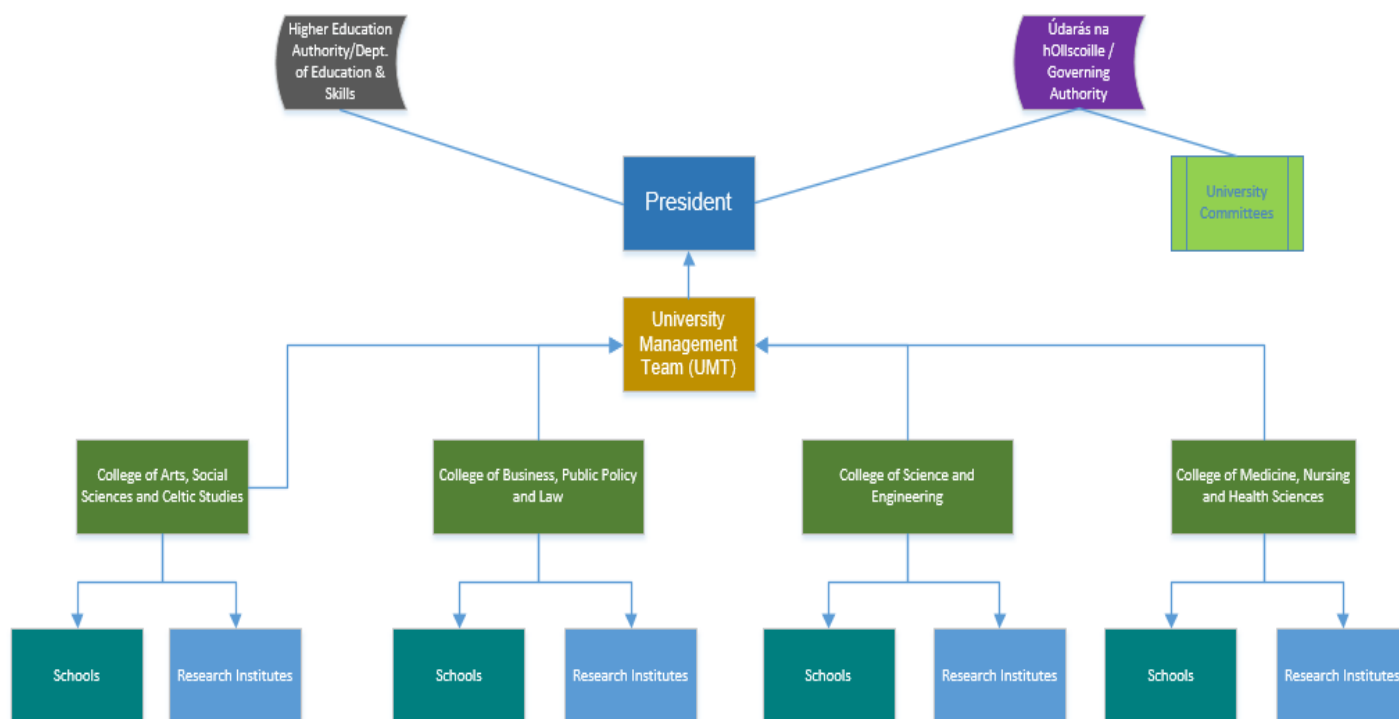 Higher Education
Authority/Dept.
of Education &
Skills
Údarás na
hOllscoille /
Governing
Authority
President
University
Committees
University
Management
Team (UMT)
College of Arts, Social
Sciences and Celtic Studies
College of Business, Public Policy
and Law
College of Science and
Engineering
College of Medicine, Nursing
and Health Sciences
Schools
Research Institutes
Schools
Research Institutes
Schools
Research Institutes
Schools
Research Institutes